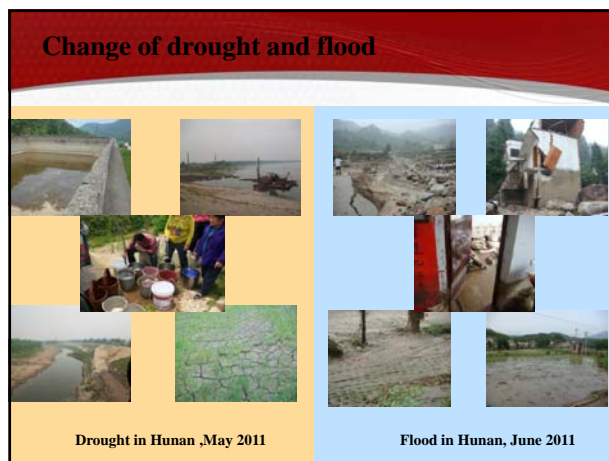 Change of drought and flood
Drought in Hunan ,May 2011
Flood in Hunan, June 2011